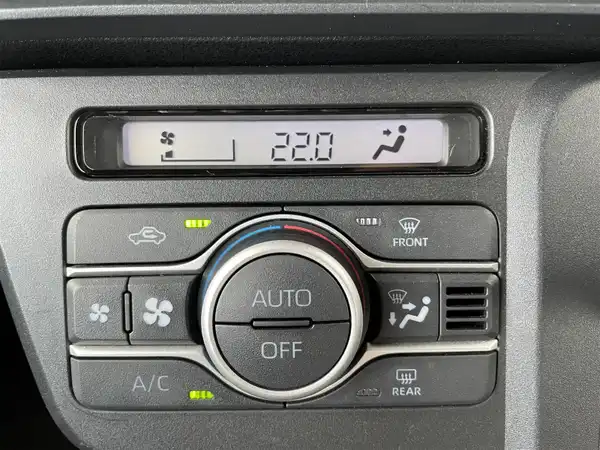 22.0
FRONT
AUTO
OFF
A/C
REAR